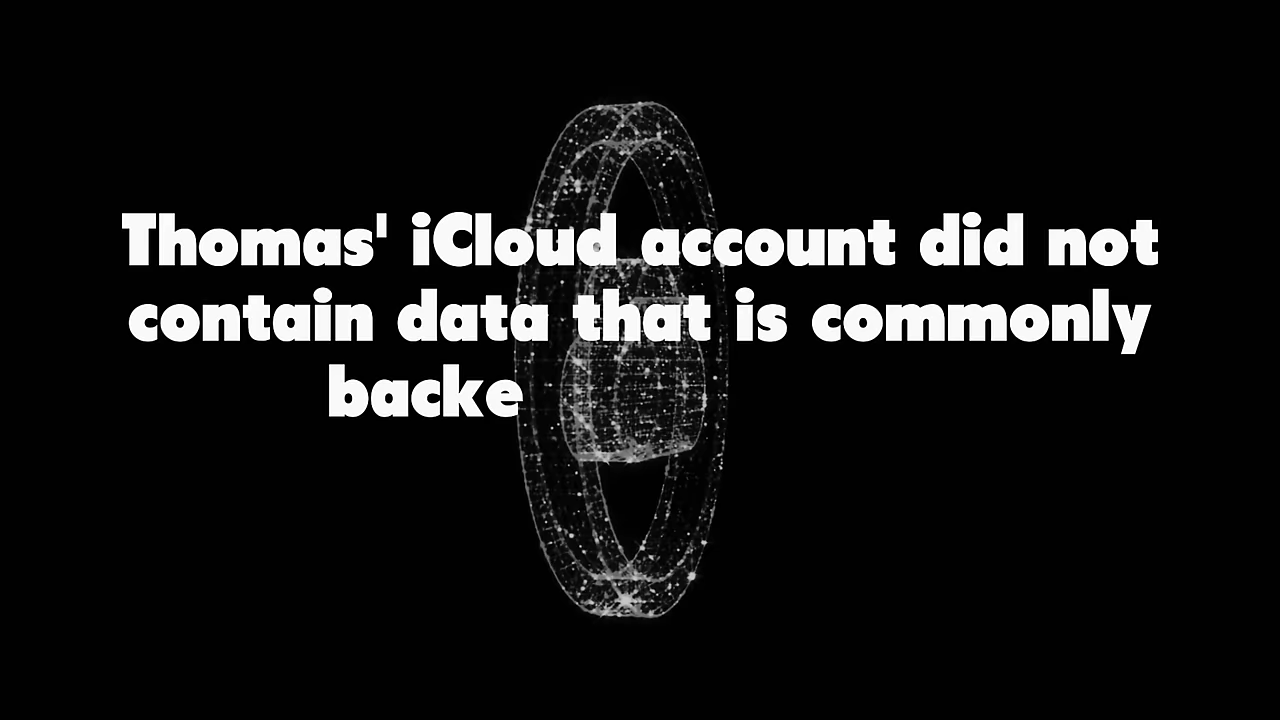 Thomas' iCloud account did not
contain data that is commonly
backe